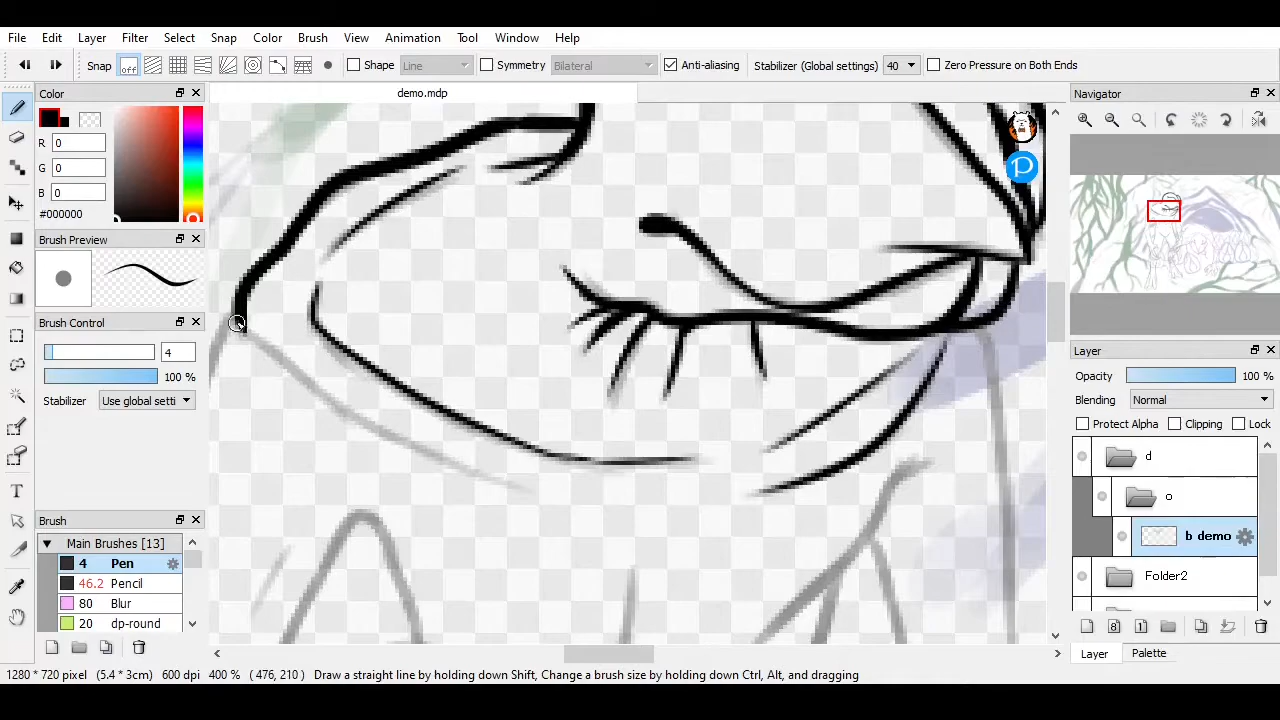 File Edit Layer Filter Select Snap Color Brush View Animation Tool Window Help
Snap off Shape Line Symmetry Bilateral Anti-aliasing Stabilizer (Global settings) 40 Zero Pressure on Both Ends
Color
demo.mdp
Navigator
R 0
G 0
B 0
#000000
Brush Preview
Brush Control
4
100 %
Stabilizer Use global setti
Layer
Opacity 100 %
Blending Normal
Protect Alpha Clipping Lock
d
o
b demo
Folder2
Brush
Main Brushes [13]
4 Pen
46.2 Pencil
80 Blur
20 dp-round
8 1
Layer Palette
1280 * 720 pixel (5.4 * 3cm) 600 dpi 400 % ( 476, 210 ) Draw a straight line by holding down Shift, Change a brush size by holding down Ctrl, Alt, and dragging